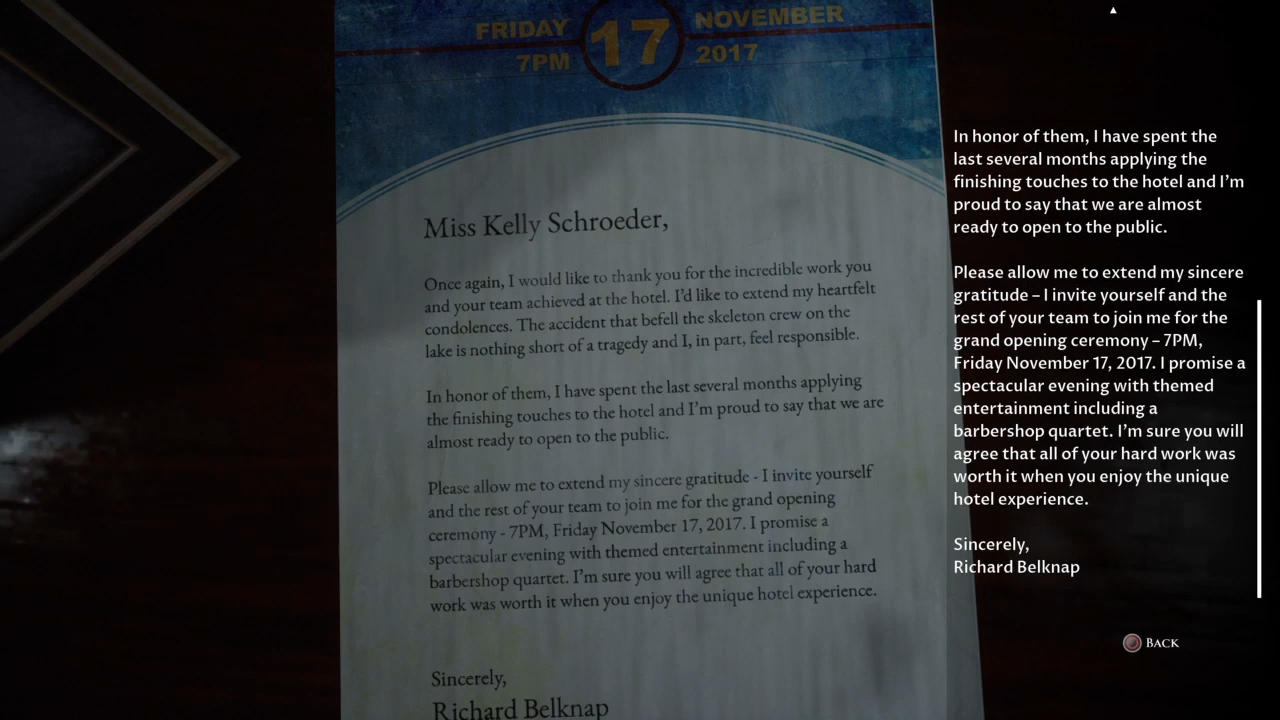 FRIDAY
7PM
17
NOVEMBER
2017
Miss Kelly Schroeder,
Once again, I would like to thank you for the incredible work you
and your team achieved at the hotel. I'd like to extend my heartfelt
condolences. The accident that befell the skeleton crew on the
lake is nothing short of a tragedy and I, in part, feel responsible.
In honor of them, I have spent the last several months applying
the finishing touches to the hotel and I'm proud to say that we are
almost ready to open to the public.
Please allow me to extend my sincere gratitude - I invite yourself
and the rest of your team to join me for the grand opening
ceremony - 7PM, Friday November 17, 2017. I promise a
spectacular evening with themed entertainment including a
barbershop quartet. I'm sure you will agree that all of your hard
work was worth it when you enjoy the unique hotel experience.
Sincerely,
Richard Belknap
In honor of them, I have spent the
last several months applying the
finishing touches to the hotel and I'm
proud to say that we are almost
ready to open to the public.
Please allow me to extend my sincere
gratitude – I invite yourself and the
rest of your team to join me for the
grand opening ceremony – 7PM,
Friday November 17, 2017. I promise a
spectacular evening with themed
entertainment including a
barbershop quartet. I'm sure you will
agree that all of your hard work was
worth it when you enjoy the unique
hotel experience.
Sincerely,
Richard Belknap
BACK